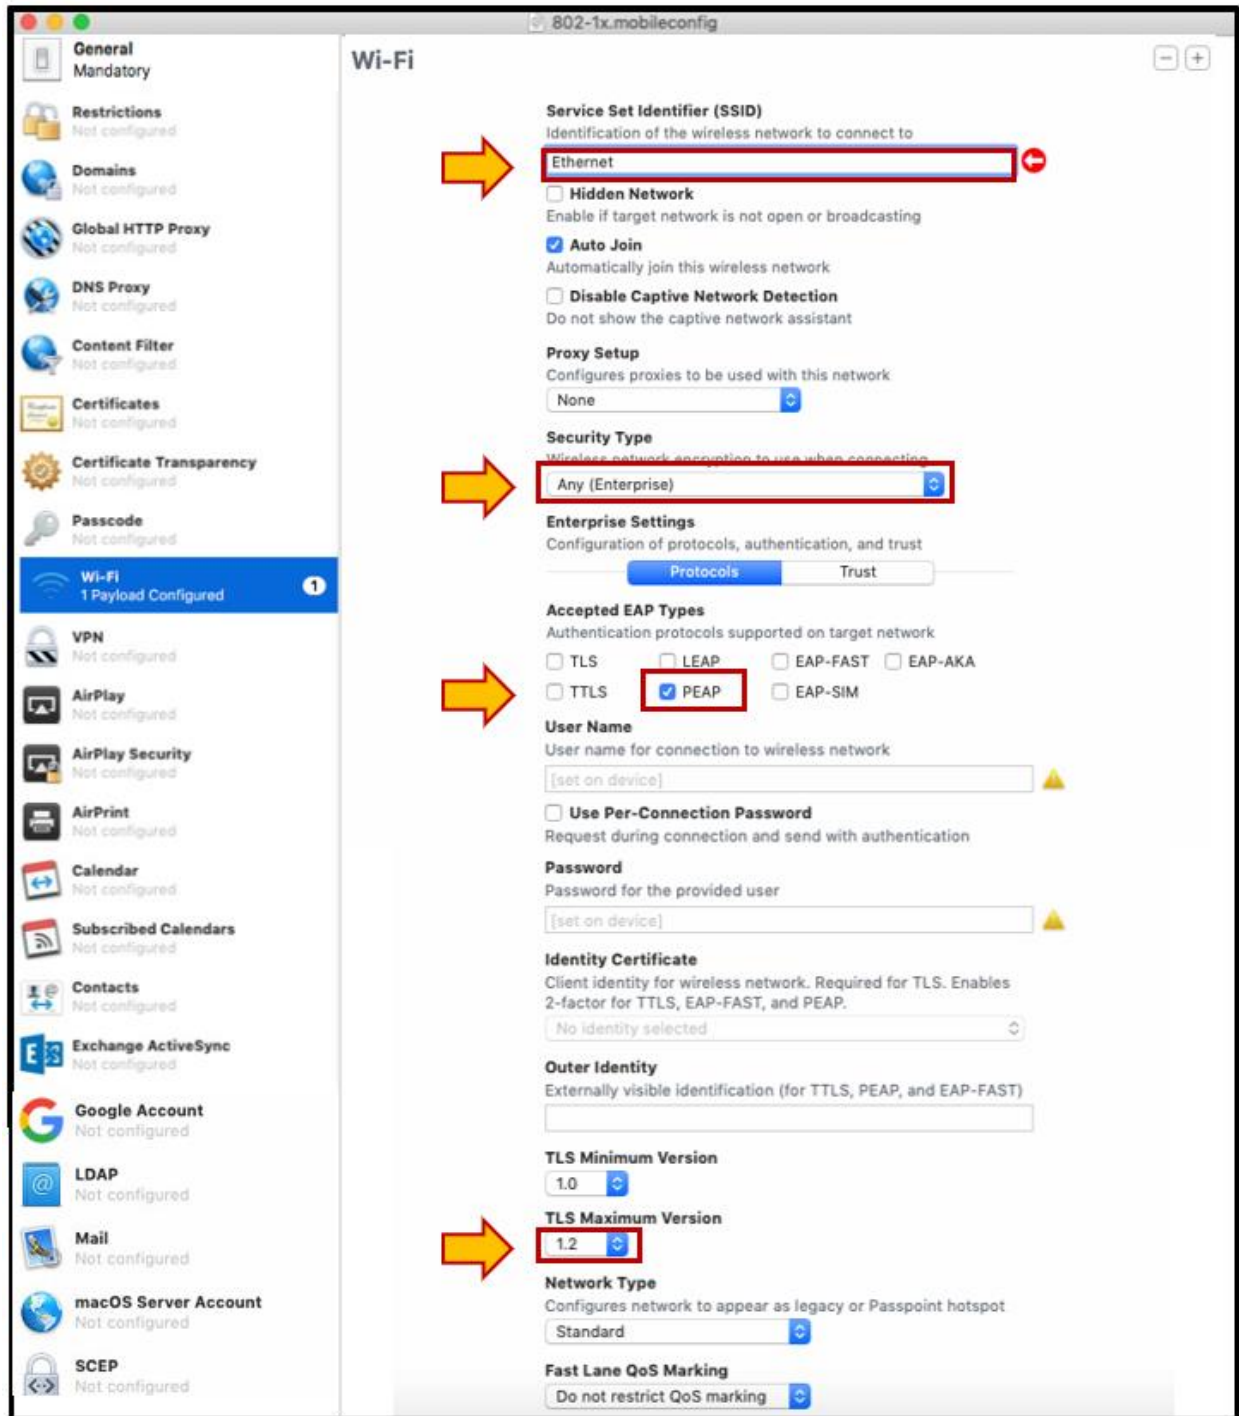 802-1x.mobileconfig
General
Mandatory
Restrictions
Not configured
Domains
Not configured
Global HTTP Proxy
Not configured
DNS Proxy
Not configured
Content Filter
Not configured
Certificates
Not configured
Certificate Transparency
Not configured
Passcode
Not configured
Wi-Fi
1 Payload Configured
1
VPN
Not configured
AirPlay
Not configured
AirPlay Security
Not configured
AirPrint
Not configured
Calendar
Not configured
Subscribed Calendars
Not configured
Contacts
Not configured
Exchange ActiveSync
Not configured
Google Account
Not configured
LDAP
Not configured
Mail
Not configured
macOS Server Account
Not configured
SCEP
Not configured
Wi-Fi
Service Set Identifier (SSID)
Identification of the wireless network to connect to
Ethernet
Hidden Network
Enable if target network is not open or broadcasting
Auto Join
Automatically join this wireless network
Disable Captive Network Detection
Do not show the captive network assistant
Proxy Setup
Configures proxies to be used with this network
None
Security Type
Wireless network encryption to use when connecting
Any (Enterprise)
Enterprise Settings
Configuration of protocols, authentication, and trust
Protocols Trust
Accepted EAP Types
Authentication protocols supported on target network
TLS LEAP EAP-FAST EAP-AKA
TTLS PEAP EAP-SIM
User Name
User name for connection to wireless network
[set on device]
Use Per-Connection Password
Request during connection and send with authentication
Password
Password for the provided user
[set on device]
Identity Certificate
Client identity for wireless network. Required for TLS. Enables
2-factor for TTLS, EAP-FAST, and PEAP.
No identity selected
Outer Identity
Externally visible identification (for TTLS, PEAP, and EAP-FAST)
TLS Minimum Version
1.0
TLS Maximum Version
1.2
Network Type
Configures network to appear as legacy or Passpoint hotspot
Standard
Fast Lane QoS Marking
Do not restrict QoS marking